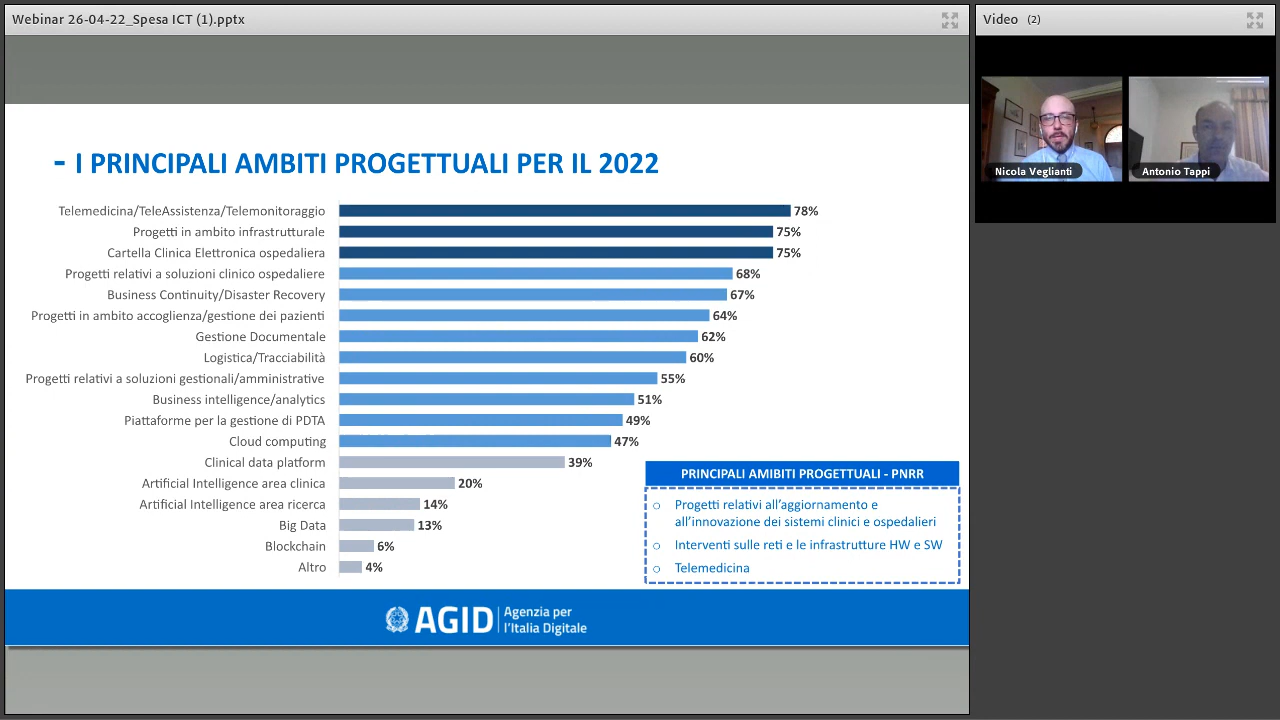 Webinar 26-04-22_Spesa ICT (1).pptx
Video (2)
Nicola Veglianti
Antonio Tappi
- I PRINCIPALI AMBITI PROGETTUALI PER IL 2022
Telemedicina/TeleAssistenza/Telemonitoraggio 78%
Progetti in ambito infrastrutturale 75%
Cartella Clinica Elettronica ospedaliera 75%
Progetti relativi a soluzioni clinico ospedaliere 68%
Business Continuity/Disaster Recovery 67%
Progetti in ambito accoglienza/gestione dei pazienti 64%
Gestione Documentale 62%
Logistica/Tracciabilità 60%
Progetti relativi a soluzioni gestionali/amministrative 55%
Business intelligence/analytics 51%
Piattaforme per la gestione di PDTA 49%
Cloud computing 47%
Clinical data platform 39%
Artificial Intelligence area clinica 20%
Artificial Intelligence area ricerca 14%
Big Data 13%
Blockchain 6%
Altro 4%
PRINCIPALI AMIBITI PROGETTUALI - PNRR
○ Progetti relativi all'aggiornamento e
all'innovazione dei sistemi clinici e ospedalieri
○ Interventi sulle reti e le infrastrutture HW e SW
○ Telemedicina
AGID
Agenzia per
l'Italia Digitale